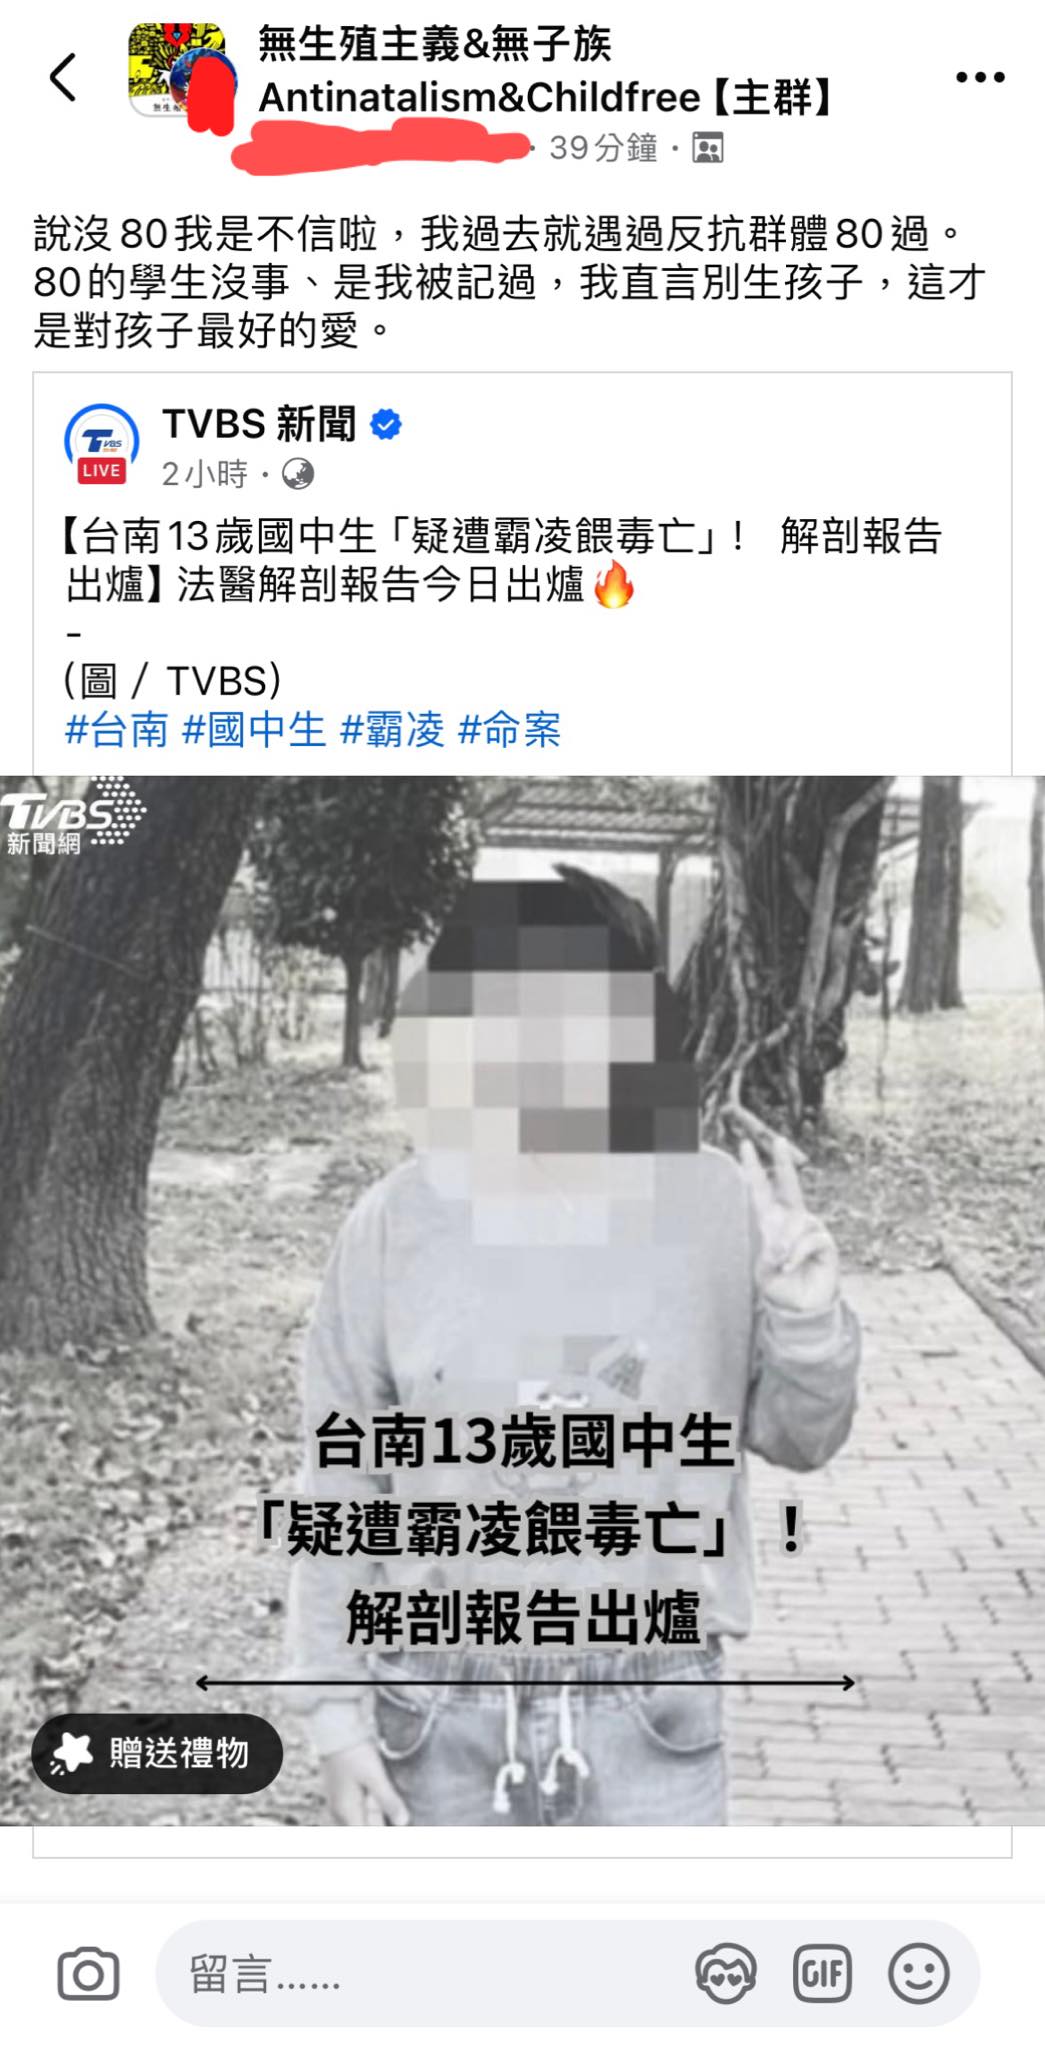 無生殖主義&無子族
Antinatalism&Childfree【主群】
· 39分鐘 ·
說沒80我是不信啦，我過去就遇過反抗群體80過。
80的學生沒事、是我被記過，我直言別生孩子，這才
是對孩子最好的愛。
TVBS
LIVE
TVBS 新聞
2小時 ·
【台南13歲國中生「疑遭霸凌餵毒亡」！ 解剖報告
出爐】法醫解剖報告今日出爐🔥
-
(圖 / TVBS)
#台南 #國中生 #霸凌 #命案
TVBS
新聞網
台南13歲國中生
「疑遭霸凌餵毒亡」！
解剖報告出爐
贈送禮物
留言......
GIF